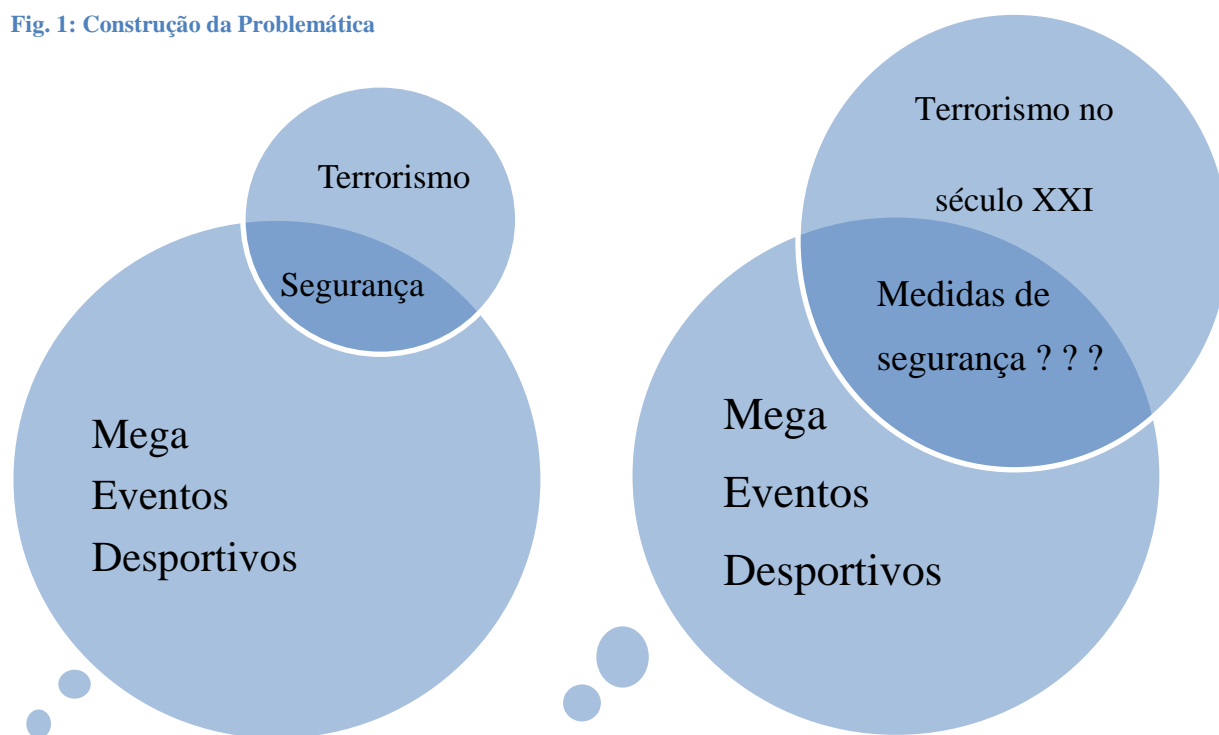 Fig. 1: Construção da Problemática
Terrorismo
Segurança
Mega
Eventos
Desportivos
Terrorismo no
século XXI
Medidas de
segurança ? ? ?
Mega
Eventos
Desportivos